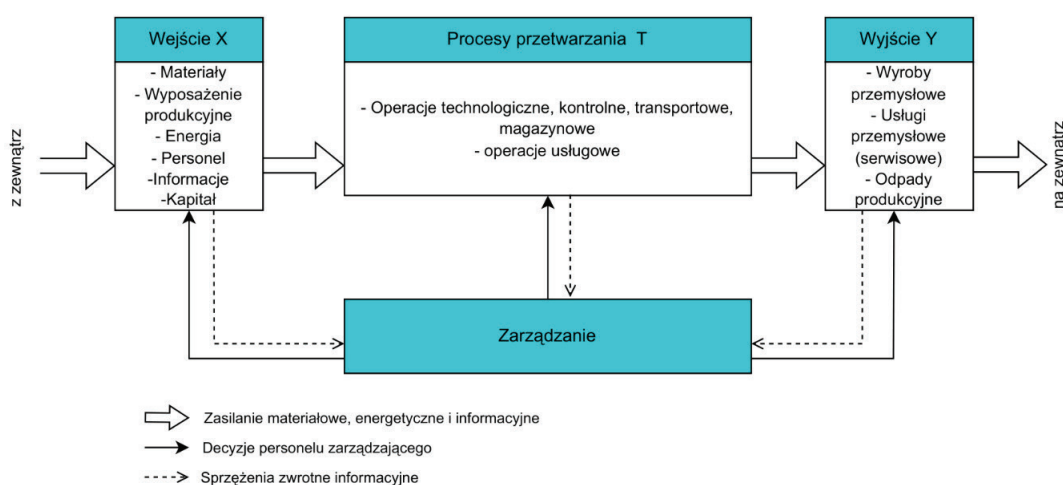 Wejście X
- Materiały
- Wyposażenie
produkcyjne
- Energia
- Personel
-Informacje
-Kapitał
Procesy przetwarzania T
- Operacje technologiczne, kontrolne, transportowe,
magazynowe
- operacje usługowe
Wyjście Y
- Wyroby
przemysłowe
- Usługi
przemysłowe
(serwisowe)
- Odpady
produkcyjne
z zewnątrz
na zewnątrz
Zarządzanie
Zasilanie materiałowe, energetyczne i informacyjne
Decyzje personelu zarządzającego
Sprzężenia zwrotne informacyjne